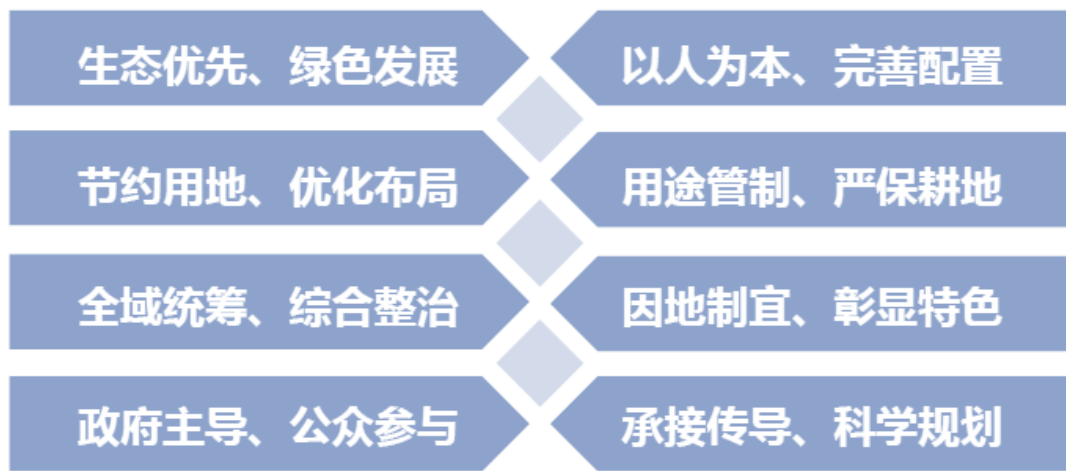 生态优先、绿色发展
以人为本、完善配置
节约用地、优化布局
用途管制、严保耕地
全域统筹、综合整治
因地制宜、彰显特色
政府主导、公众参与
承接传导、科学规划